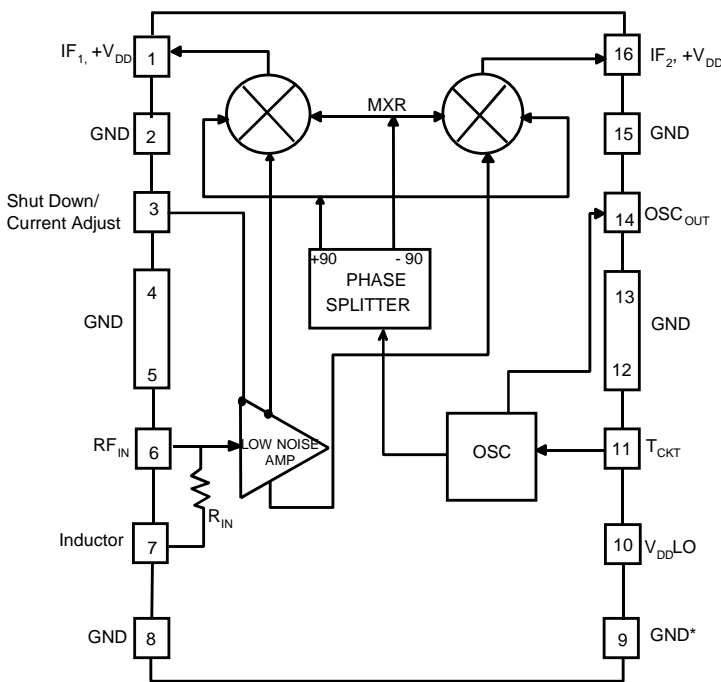 IF1, +VDD
1
16
IF2, +VDD
MXR
GND
2
15
GND
Shut Down/
Current Adjust
3
14
OSCOUT
+90
- 90
PHASE
SPLITTER
4
GND
5
13
GND
12
RFIN
6
LOW NOISE
AMP
OSC
11
TCKT
RIN
Inductor
7
10
VDDLO
GND
8
9
GND*